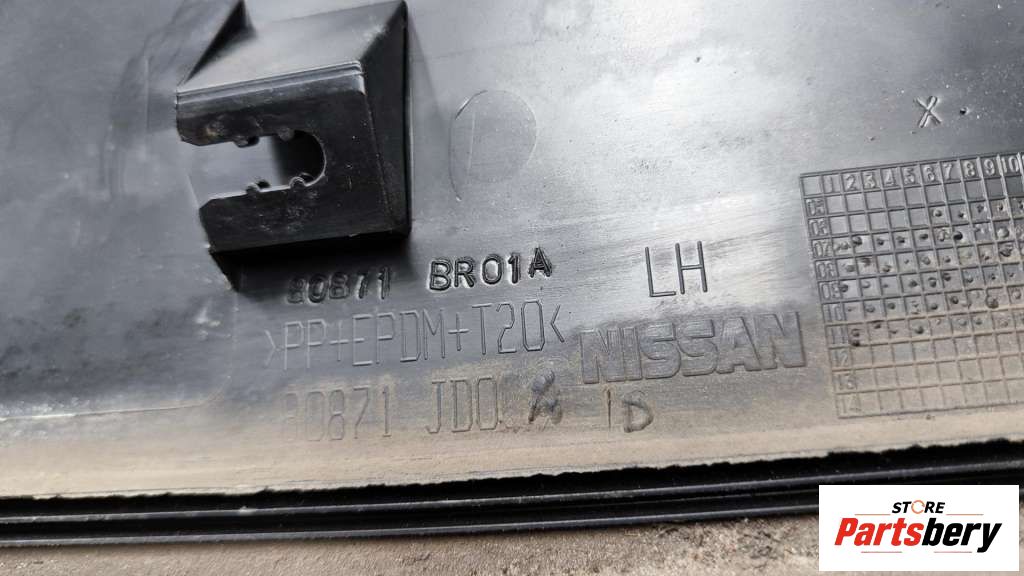 X
1 2 3 4 5 6 7 8 9 10
80871 BR01A
LH
>PP+EPDM+T20<
NISSAN
80871 JD0
D
STORE
Partsbery